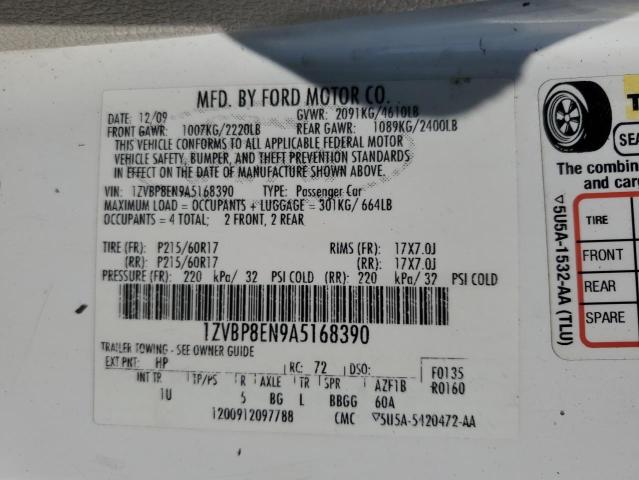 MFD. BY FORD MOTOR CO.
DATE: 12/09 GVWR: 2091KG/4610LB
FRONT GAWR: 1007KG/2220LB REAR GAWR: 1089KG/2400LB
THIS VEHICLE CONFORMS TO ALL APPLICABLE FEDERAL MOTOR
VEHICLE SAFETY, BUMPER, AND THEFT PREVENTION STANDARDS
IN EFFECT ON THE DATE OF MANUFACTURE SHOWN ABOVE.
VIN: 1ZVBP8EN9A5168390 TYPE: Passenger Car
MAXIMUM LOAD = OCCUPANTS + LUGGAGE = 301KG/ 664LB
OCCUPANTS = 4 TOTAL; 2 FRONT, 2 REAR
TIRE (FR): P215/60R17 RIMS (FR): 17X7.0J
(RR): P215/60R17 (RR): 17X7.0J
PRESSURE (FR): 220 kPa/ 32 PSI COLD (RR): 220 kPa/ 32 PSI COLD
1ZVBP8EN9A5168390
TRAILER TOWING - SEE OWNER GUIDE
EXT PNT: HP RC: 72 DSO: F0135
INT TR TP/PS R AXLE TR SPR AZF1B R0160
1U 5 BG L BBGG 60A
1200912097788 CMC ▽5U5A-5420472-AA
SEA
The combin
and car
TIRE
FRONT
REAR
SPARE
▽5U5A-1532-AA (TLU)